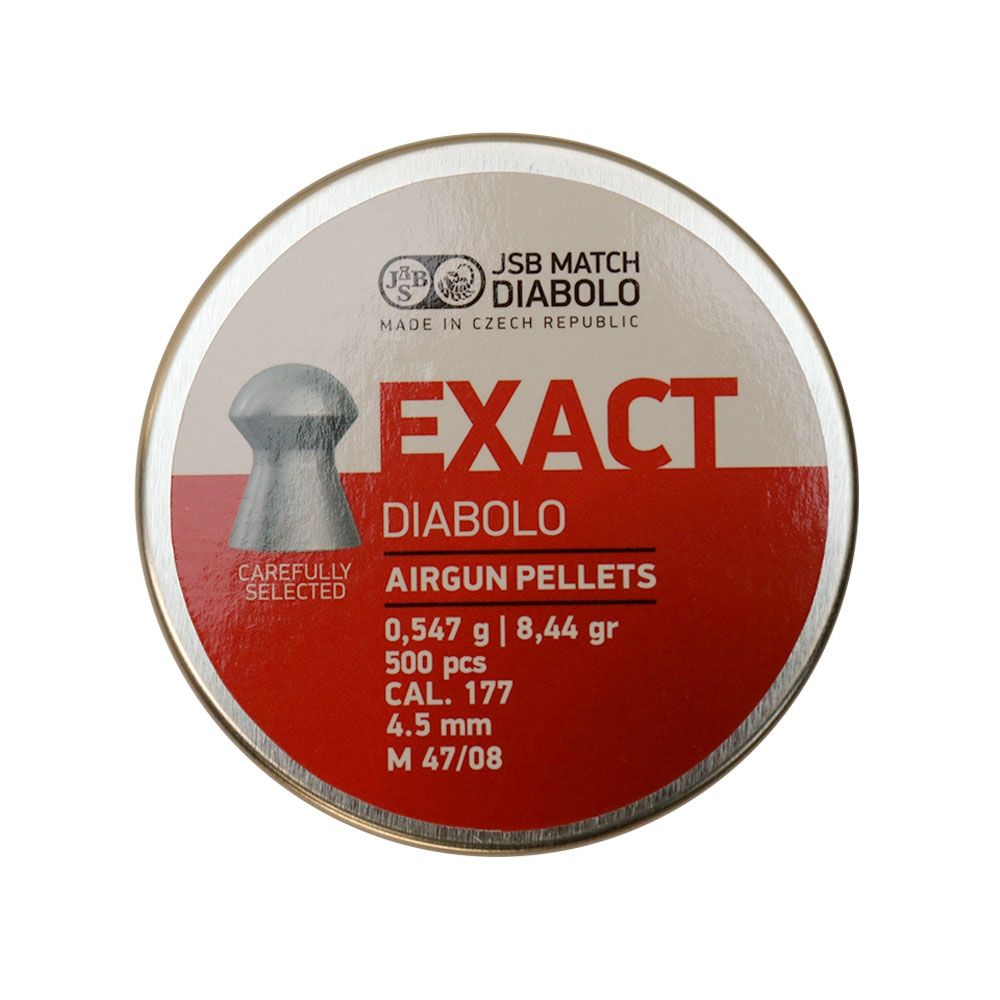 JSB
JSB MATCH
DIABOLO
MADE IN CZECH REPUBLIC
EXACT
DIABOLO
CAREFULLY
SELECTED
AIRGUN PELLETS
0,547 g | 8,44 gr
500 pcs
CAL. 177
4.5 mm
M 47/08